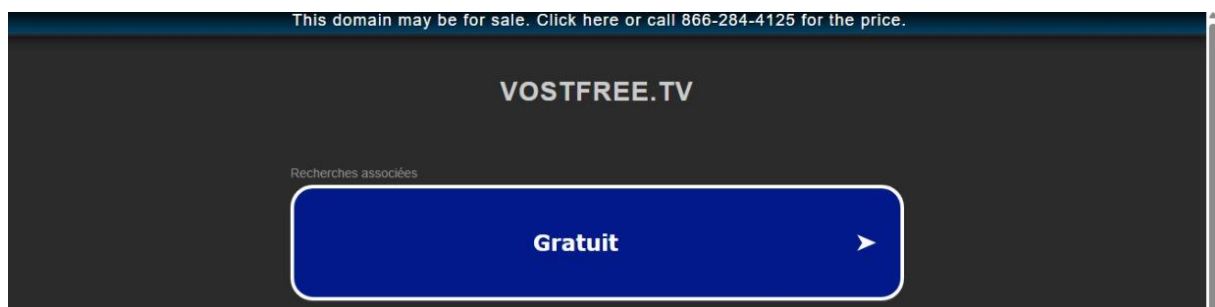 This domain may be for sale. Click here or call 866-284-4125 for the price.
VOSTFREE.TV
Recherches associées
Gratuit